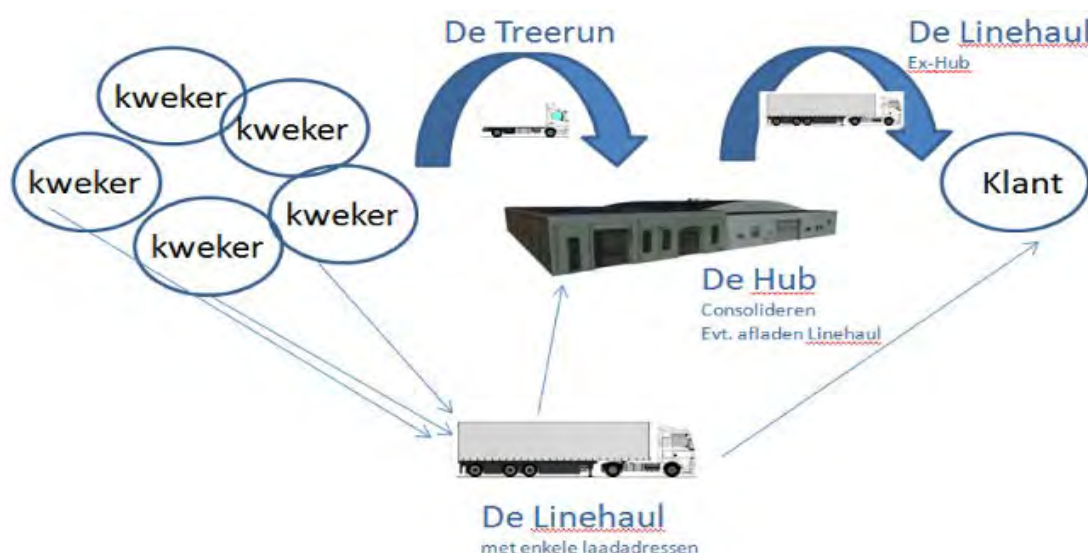 De Treerun
De Linehaul
Ex-Hub
kweker
kweker
kweker
kweker
kweker
Klant
De Hub
Consolideren
Evt. afladen Linehaul
De Linehaul
met enkele laadadressen